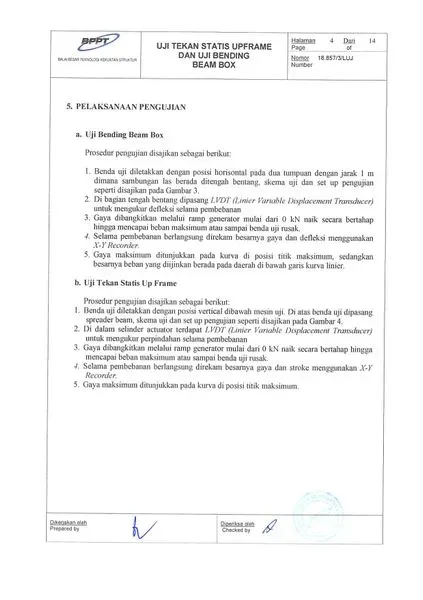 BPPT
BALAI BESAR TEKNOLOGI KEKUATAN STRUKTUR
UJI TEKAN STATIS UPFRAME
DAN UJI BENDING
BEAM BOX
Halaman 4 Dari 14
Page of
Nomor 18.857/3/LUJ
Number
5. PELAKSANAAN PENGUJIAN
a. Uji Bending Beam Box
Prosedur pengujian disajikan sebagai berikut:
1. Benda uji diletakkan dengan posisi horisontal pada dua tumpuan dengan jarak 1 m
dimana sambungan las berada ditengah bentang, skema uji dan set up pengujian
seperti disajikan pada Gambar 3.
2. Di bagian tengah bentang dipasang LVDT (Linier Variable Displacement Transducer)
untuk mengukur defleksi selama pembebanan
3. Gaya dibangkitkan melalui ramp generator mulai dari 0 kN naik secara bertahap
hingga mencapai beban maksimum atau sampai benda uji rusak.
4. Selama pembebanan berlangsung direkam besarnya gaya dan defleksi menggunakan
X-Y Recorder.
5. Gaya maksimum ditunjukkan pada kurva di posisi titik maksimum, sedangkan
besarnya beban yang diijinkan berada pada daerah di bawah garis kurva linier.
b. Uji Tekan Statis Up Frame
Prosedur pengujian disajikan sebagai berikut:
1. Benda uji diletakkan dengan posisi vertical dibawah mesin uji. Di atas benda uji dipasang
spreader beam, skema uji dan set up pengujian seperti disajikan pada Gambar 4.
2. Di dalam selinder actuator terdapat LVDT (Linier Variable Displacement Transducer)
untuk mengukur perpindahan selama pembebanan
3. Gaya dibangkitkan melalui ramp generator mulai dari 0 kN naik secara bertahap hingga
mencapai beban maksimum atau sampai benda uji rusak.
4. Selama pembebanan berlangsung direkam besarnya gaya dan stroke menggunakan X-Y
Recorder.
5. Gaya maksimum ditunjukkan pada kurva di posisi titik maksimum.
Dikerjakan oleh
Prepared by
Diperiksa oleh
Checked by